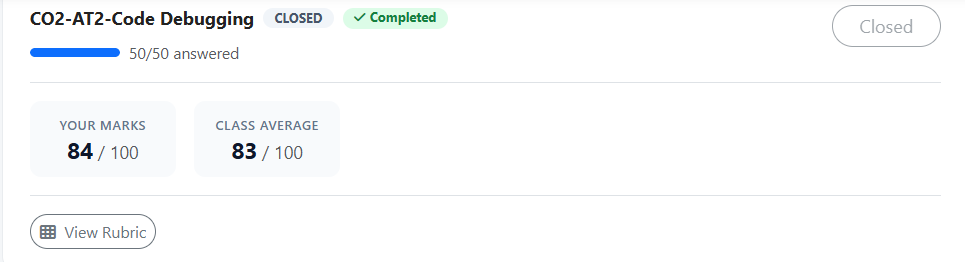 CO2-AT2-Code Debugging CLOSED Completed Closed
50/50 answered
YOUR MARKS CLASS AVERAGE
84 / 100 83 / 100
View Rubric